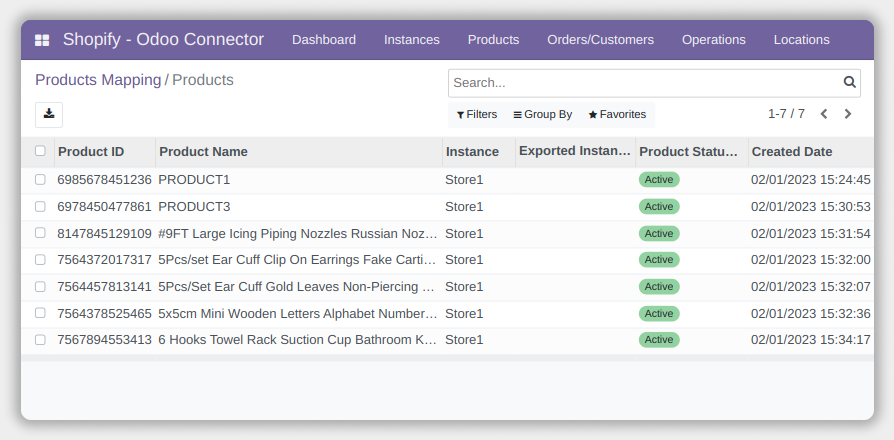 Shopify - Odoo Connector Dashboard Instances Products Orders/Customers Operations Locations
Products Mapping / Products
Search...
Filters Group By Favorites 1-7 / 7
Product ID Product Name Instance Exported Instan... Product Statu... Created Date
6985678451236 PRODUCT1 Store1 Active 02/01/2023 15:24:45
6978450477861 PRODUCT3 Store1 Active 02/01/2023 15:30:53
8147845129109 #9FT Large Icing Piping Nozzles Russian Noz... Store1 Active 02/01/2023 15:31:54
7564372017317 5Pcs/set Ear Cuff Clip On Earrings Fake Carti... Store1 Active 02/01/2023 15:32:00
7564457813141 5Pcs/Set Ear Cuff Gold Leaves Non-Piercing ... Store1 Active 02/01/2023 15:32:07
7564378525465 5x5cm Mini Wooden Letters Alphabet Number... Store1 Active 02/01/2023 15:32:36
7567894553413 6 Hooks Towel Rack Suction Cup Bathroom K... Store1 Active 02/01/2023 15:34:17